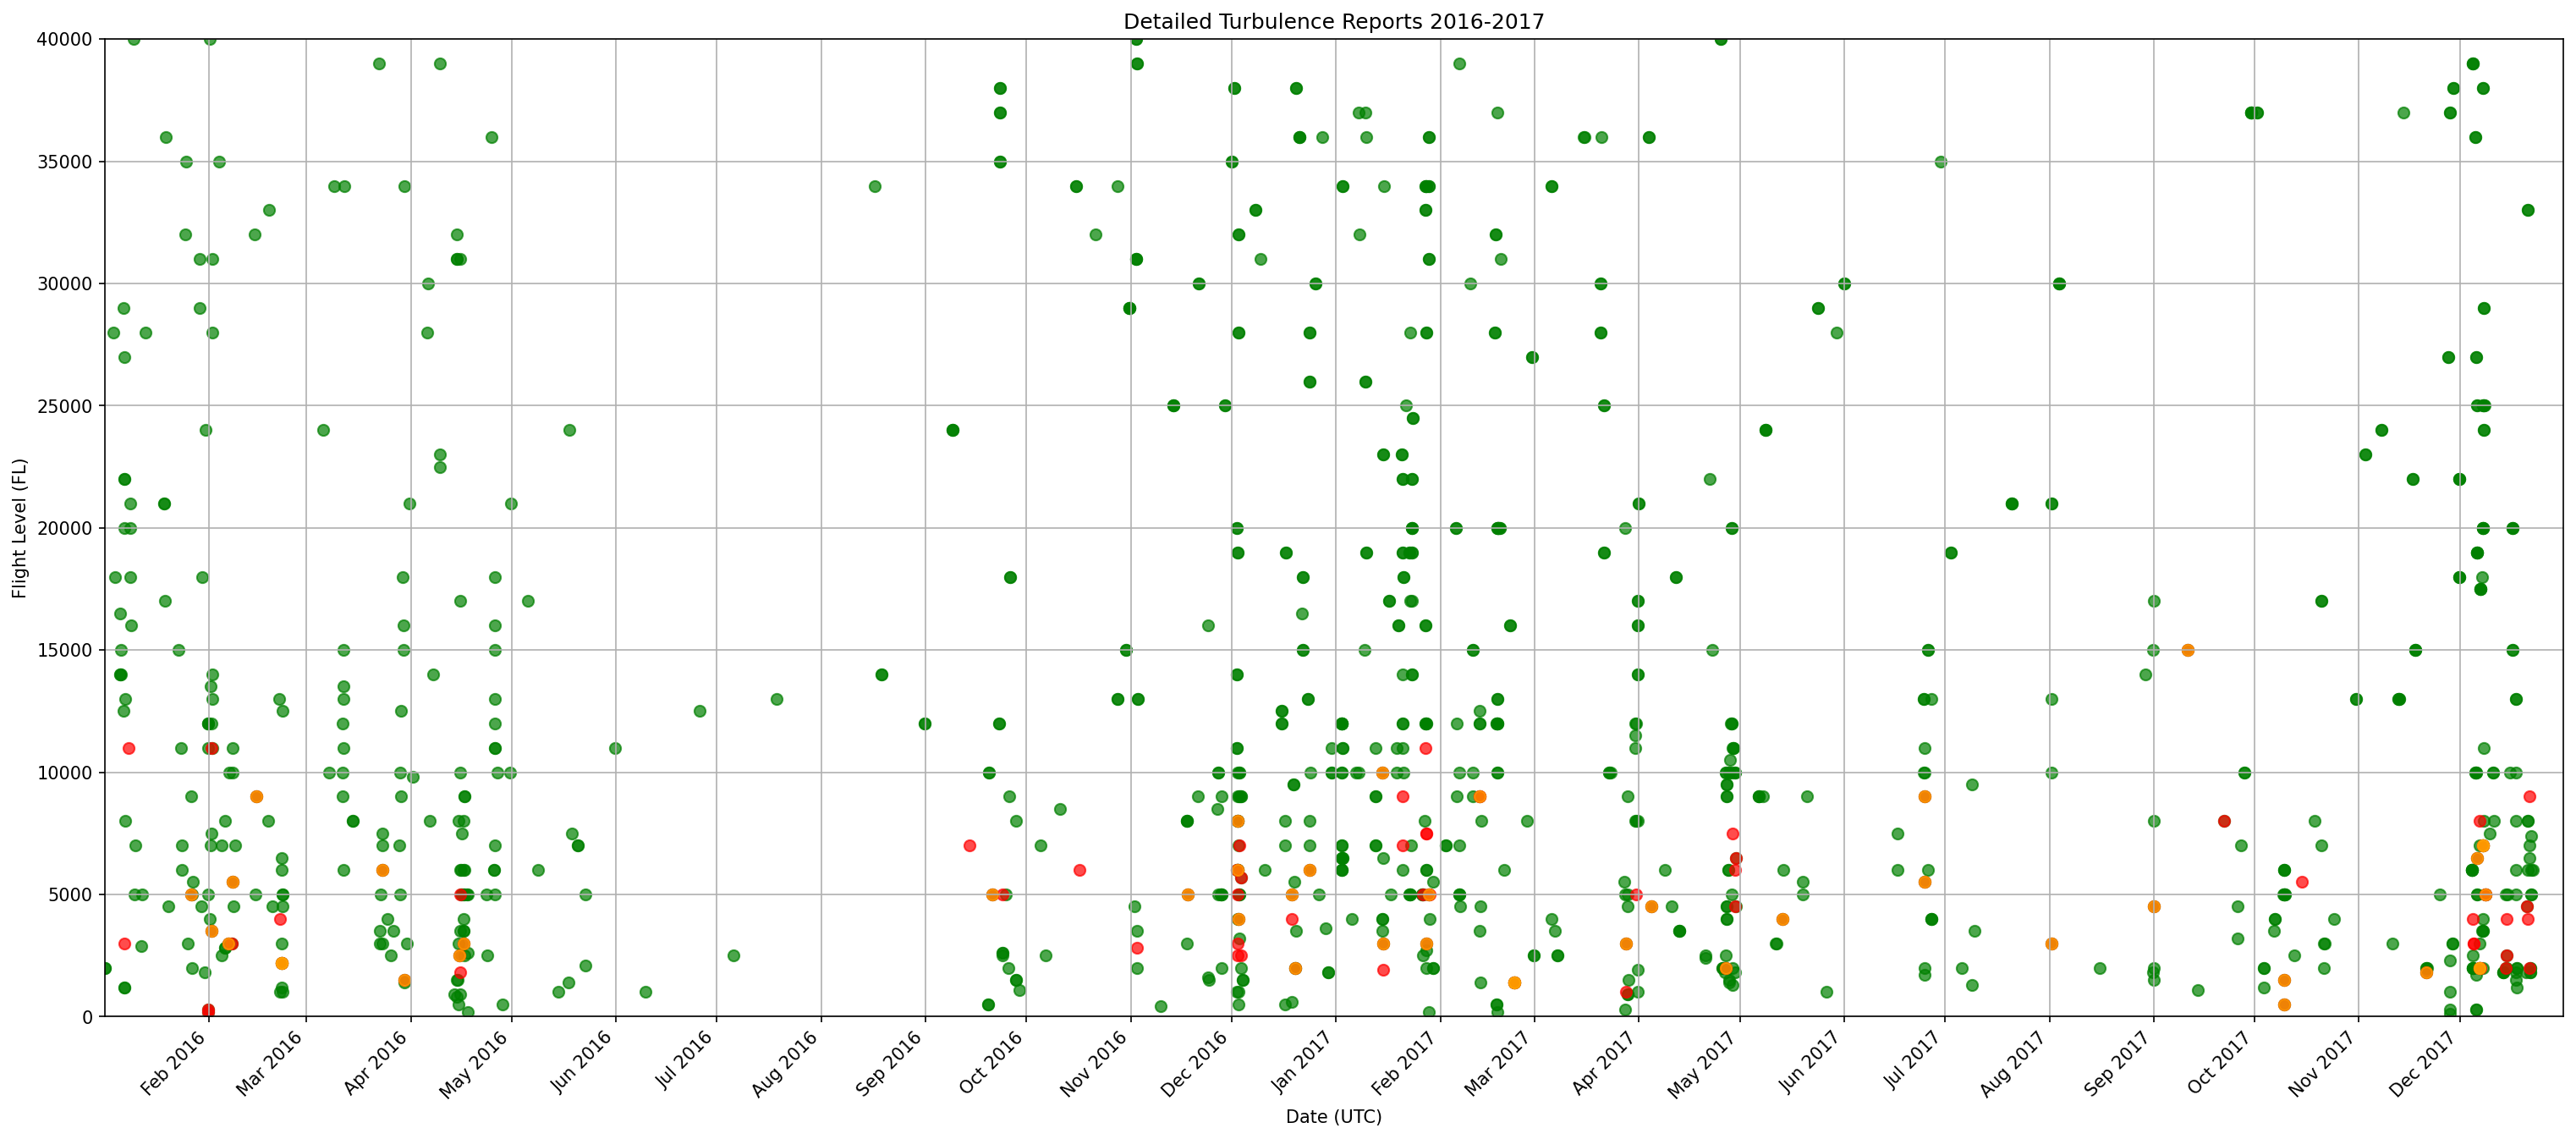 Detailed Turbulence Reports 2016-2017
Flight Level (FL)
40000
35000
30000
25000
20000
15000
10000
5000
0
Feb 2016
Mar 2016
Apr 2016
May 2016
Jun 2016
Jul 2016
Aug 2016
Sep 2016
Oct 2016
Nov 2016
Dec 2016
Jan 2017
Feb 2017
Mar 2017
Apr 2017
May 2017
Jun 2017
Jul 2017
Aug 2017
Sep 2017
Oct 2017
Nov 2017
Dec 2017
Date (UTC)